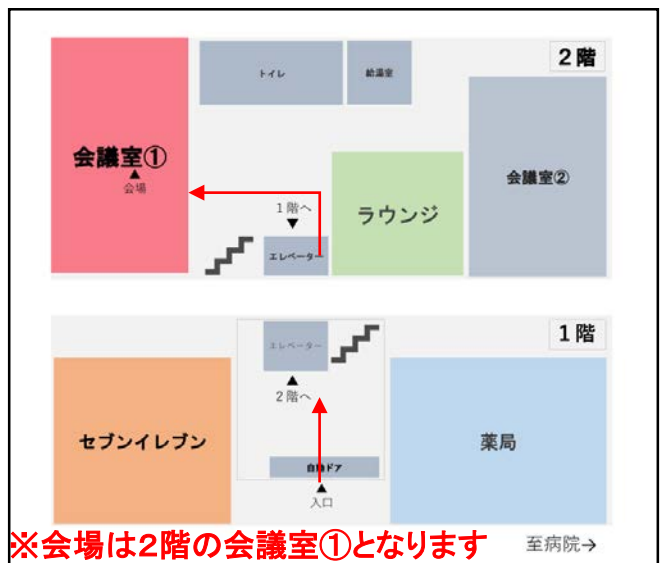 2階
トイレ
給湯室
会議室①
会場
会議室②
ラウンジ
1階へ
エレベーター
1階
エレベーター
2階へ
セブンイレブン
薬局
自動ドア
入口
※会場は2階の会議室①となります
至病院→